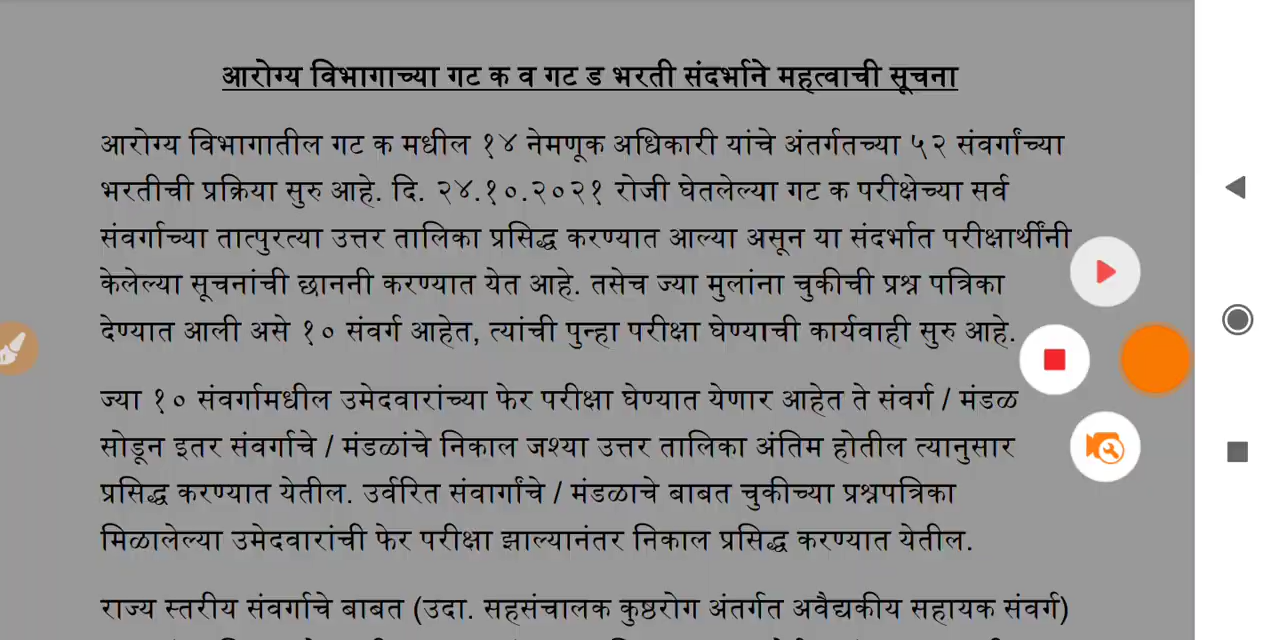 आरोग्य विभागाच्या गट क व गट ड भरती संदर्भाने महत्वाची सूचना
आरोग्य विभागातील गट क मधील १४ नेमणूक अधिकारी यांचे अंतर्गतच्या ५२ संवर्गांच्या
भरतीची प्रक्रिया सुरु आहे. दि. २४.१०.२०२१ रोजी घेतलेल्या गट क परीक्षेच्या सर्व
संवर्गाच्या तात्पुरत्या उत्तर तालिका प्रसिद्ध करण्यात आल्या असून या संदर्भात परीक्षार्थींनी
केलेल्या सूचनांची छाननी करण्यात येत आहे. तसेच ज्या मुलांना चुकीची प्रश्न पत्रिका
देण्यात आली असे १० संवर्ग आहेत, त्यांची पुन्हा परीक्षा घेण्याची कार्यवाही सुरु आहे.
ज्या १० संवर्गामधील उमेदवारांच्या फेर परीक्षा घेण्यात येणार आहेत ते संवर्ग / मंडळ
सोडून इतर संवर्गाचे / मंडळांचे निकाल जश्या उत्तर तालिका अंतिम होतील त्यानुसार
प्रसिद्ध करण्यात येतील. उर्वरित संवार्गांचे / मंडळाचे बाबत चुकीच्या प्रश्नपत्रिका
मिळालेल्या उमेदवारांची फेर परीक्षा झाल्यानंतर निकाल प्रसिद्ध करण्यात येतील.
राज्य स्तरीय संवर्गाचे बाबत (उदा. सहसंचालक कुष्ठरोग अंतर्गत अवैद्यकीय सहायक संवर्ग)